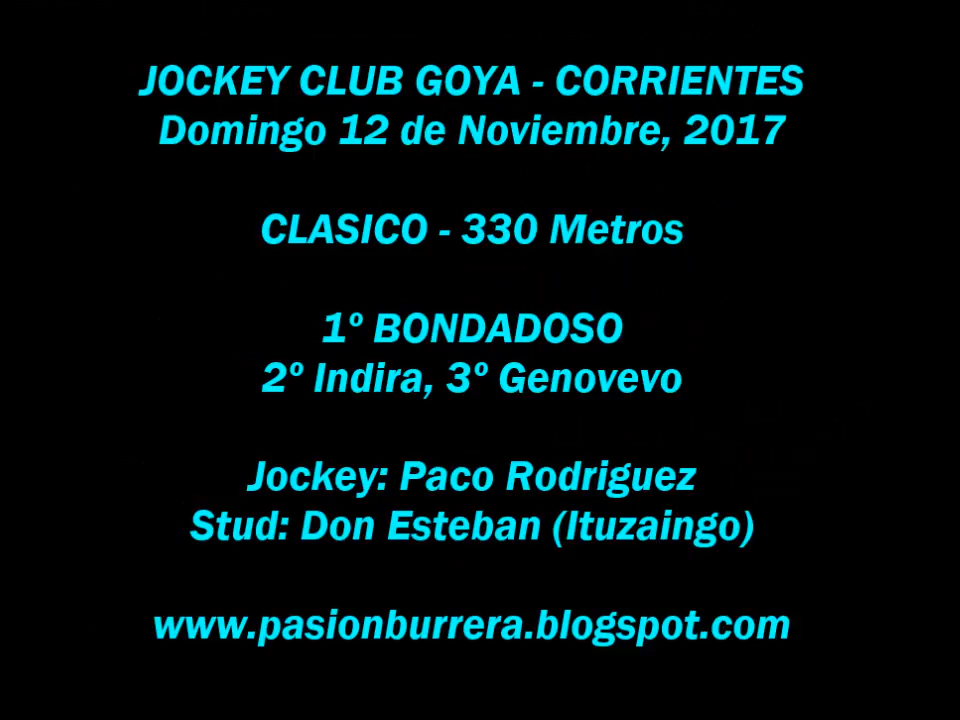 JOCKEY CLUB GOYA - CORRIENTES
Domingo 12 de Noviembre, 2017
CLASICO - 330 Metros
1º BONDADOSO
2º Indira, 3º Genovevo
Jockey: Paco Rodriguez
Stud: Don Esteban (Ituzaingo)
www.pasionburrera.blogspot.com